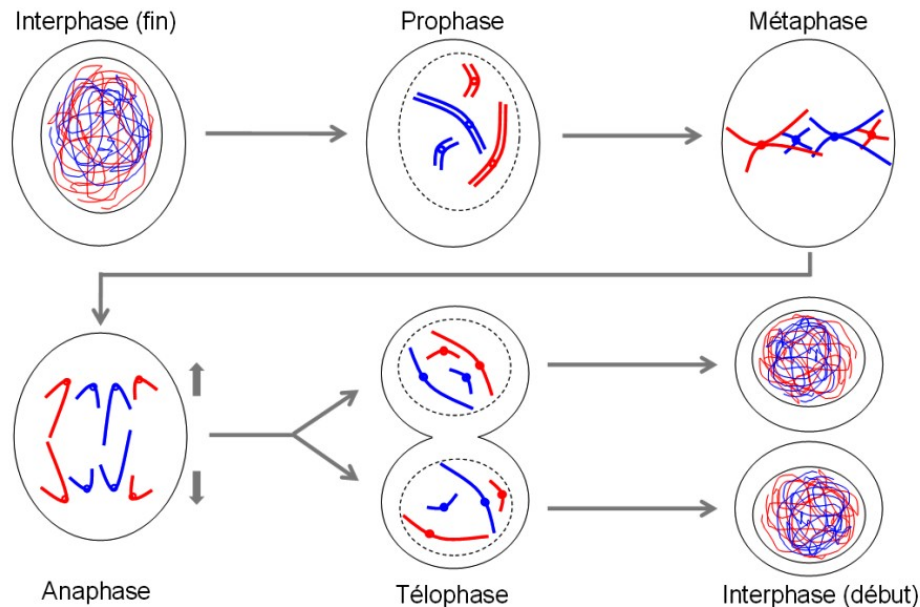 Interphase (fin)
Prophase
Métaphase
Anaphase
Télophase
Interphase (début)